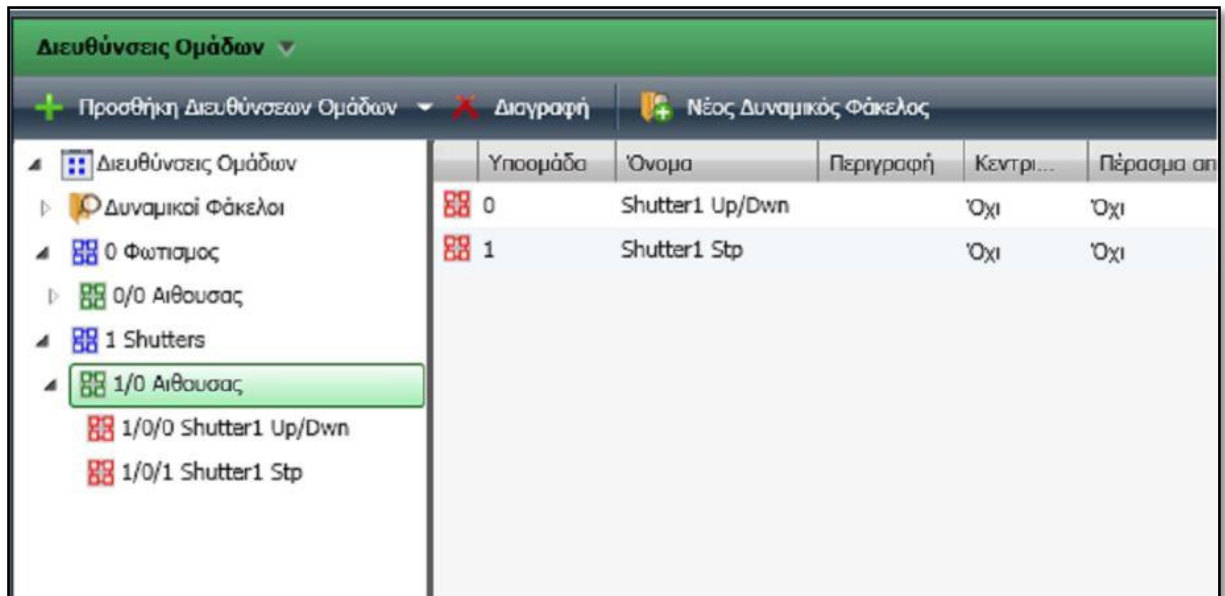 Διευθύνσεις Ομάδων
Προσθήκη Διευθύνσεων Ομάδων Διαγραφή Νέος Δυναμικός Φάκελος
Διευθύνσεις Ομάδων
Δυναμικοί Φάκελοι
0 Φωτισμος
0/0 Αιθουσας
1 Shutters
1/0 Αιθουσας
1/0/0 Shutter1 Up/Dwn
1/0/1 Shutter1 Stp
Υποομάδα Όνομα Περιγραφή Κεντρι... Πέρασμα απ
0 Shutter1 Up/Dwn Όχι Όχι
1 Shutter1 Stp Όχι Όχι